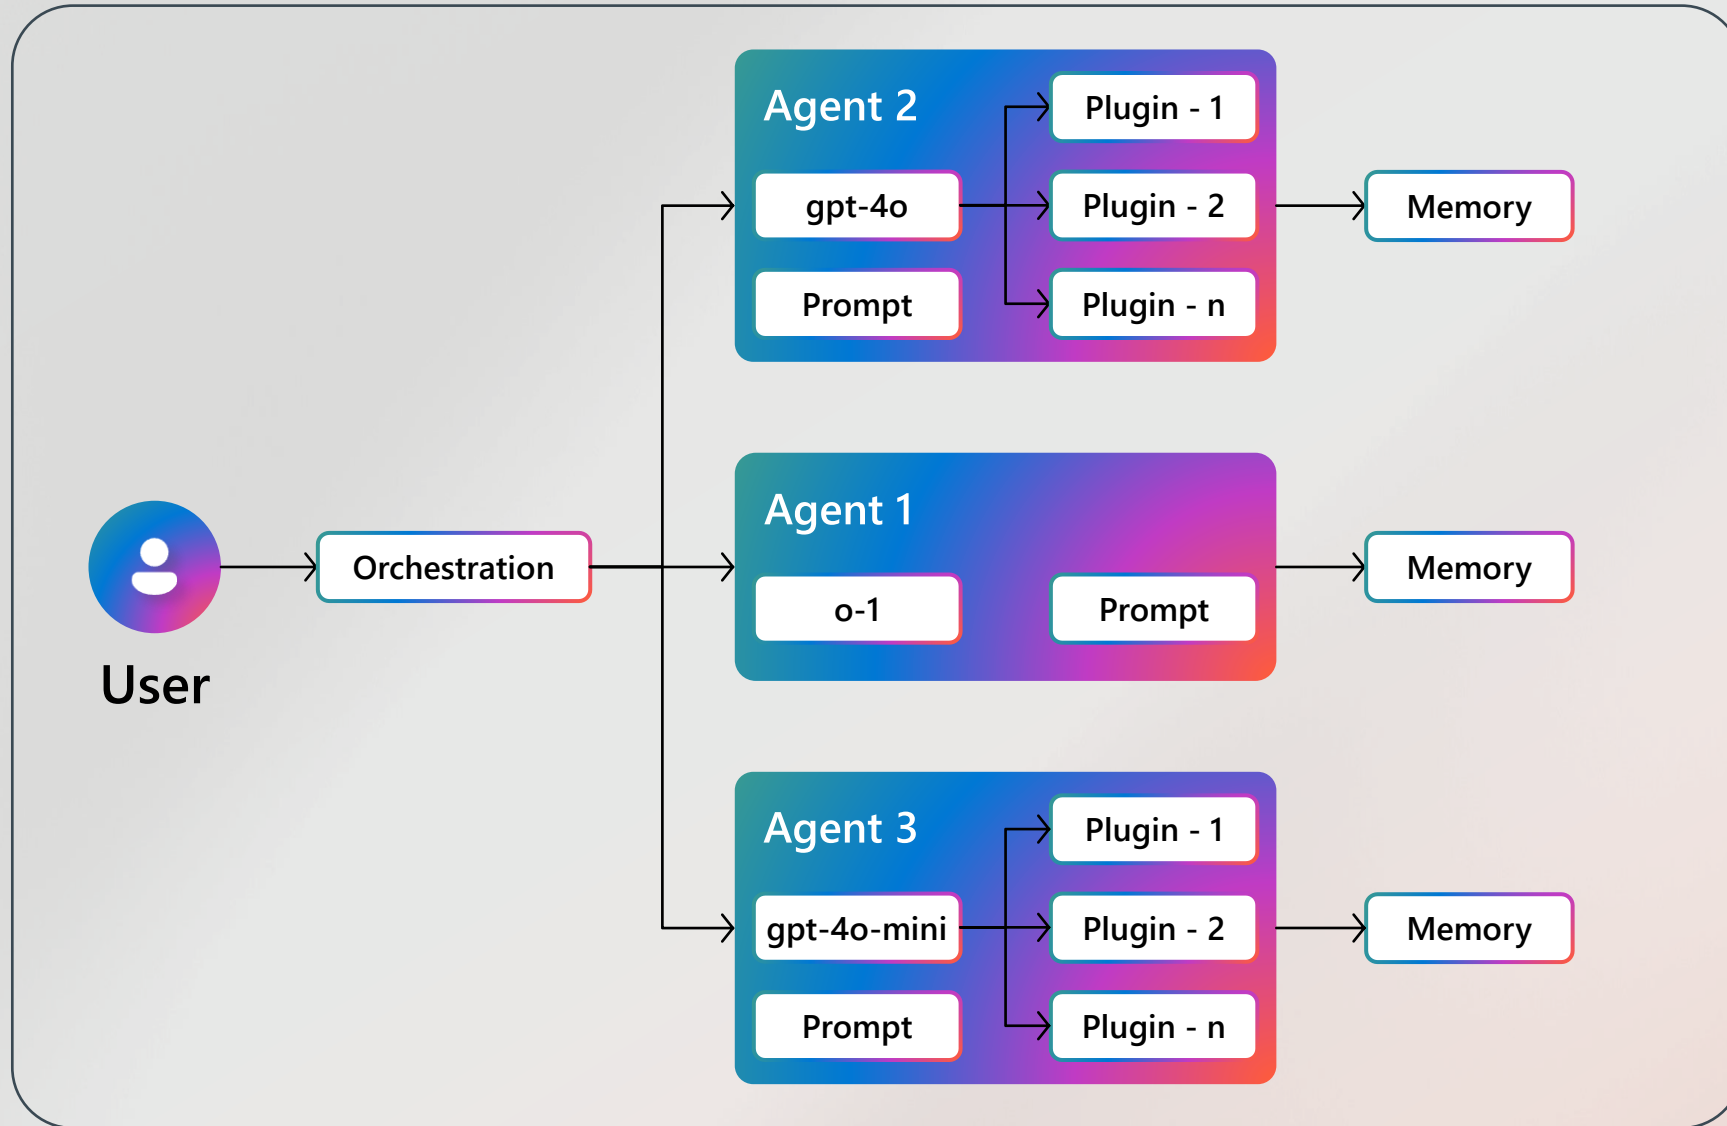 User
Orchestration
Agent 2
gpt-4o
Prompt
Plugin - 1
Plugin - 2
Plugin - n
Memory
Agent 1
o-1
Prompt
Memory
Agent 3
gpt-4o-mini
Prompt
Plugin - 1
Plugin - 2
Plugin - n
Memory